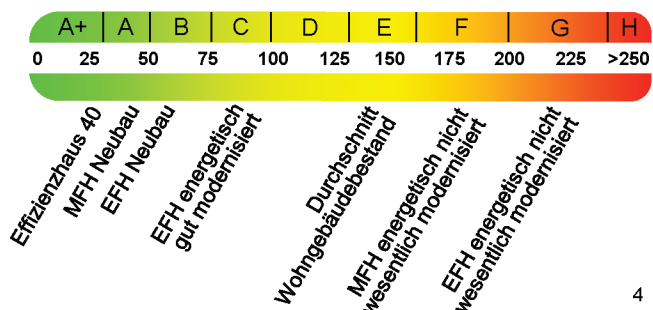 A+ A B C D E F G H
0 25 50 75 100 125 150 175 200 225 >250
Effizienzhaus 40
MFH Neubau
EFH Neubau
EFH energetisch
gut modernisiert
Durchschnitt
Wohngebäudebestand
MFH energetisch nicht
wesentlich modernisiert
EFH energetisch nicht
wesentlich modernisiert
4